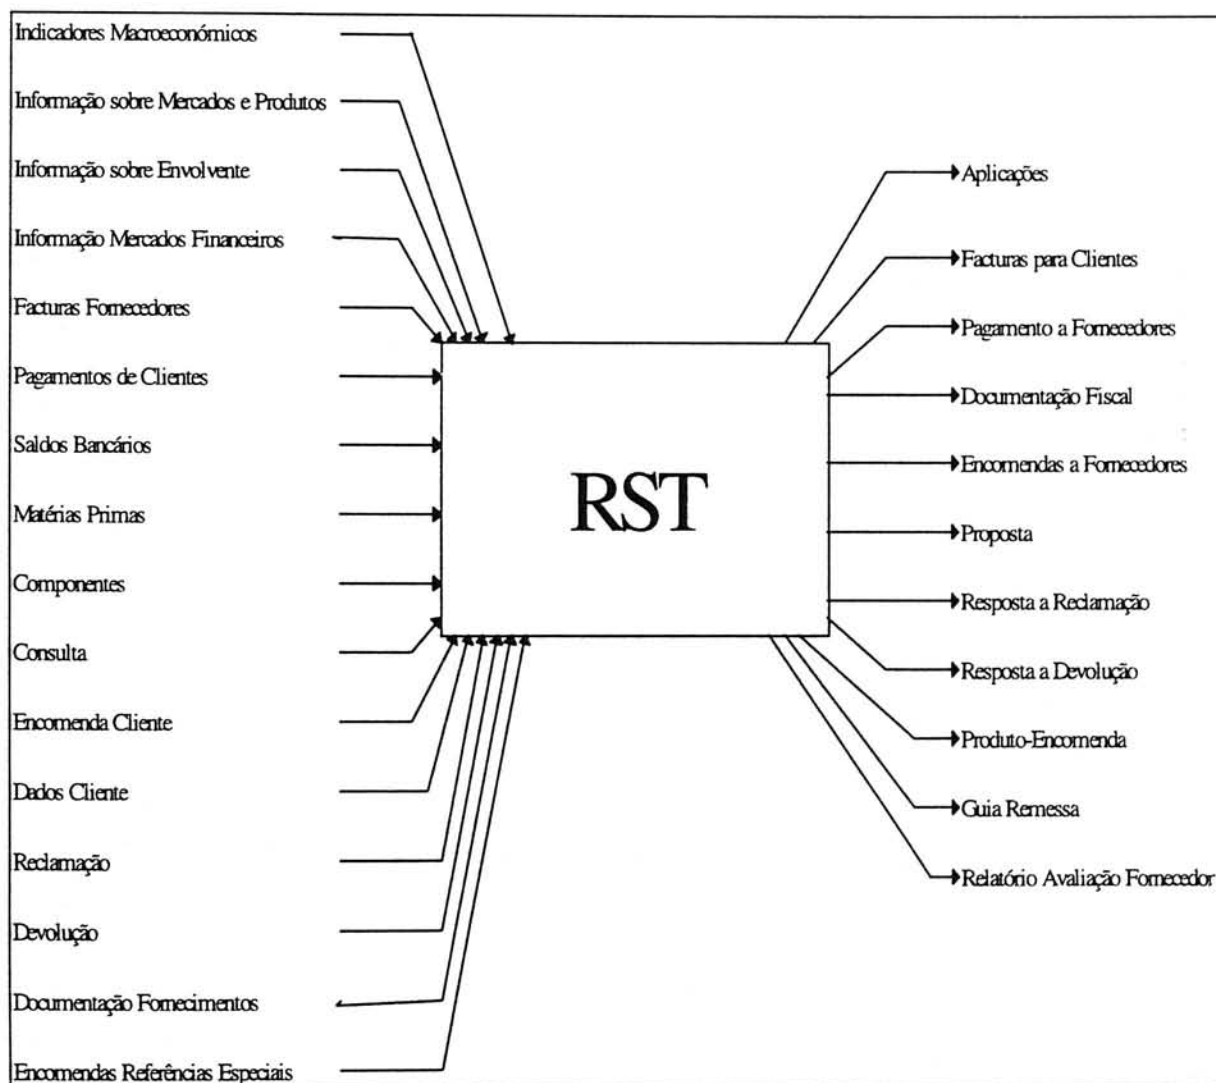 Indicadores Macroeconómicos
Informação sobre Mercados e Produtos
Informação sobre Envolvente
Informação Mercados Financeiros
Facturas Fornecedores
Pagamentos de Clientes
Saldos Bancários
Matérias Primas
Componentes
Consulta
Encomenda Cliente
Dados Cliente
Reclamação
Devolução
Documentação Fornecimentos
Encomendas Referências Especiais
RST
Aplicações
Facturas para Clientes
Pagamento a Fornecedores
Documentação Fiscal
Encomendas a Fornecedores
Proposta
Resposta a Reclamação
Resposta a Devolução
Produto-Encomenda
Guia Remessa
Relatório Avaliação Fornecedor